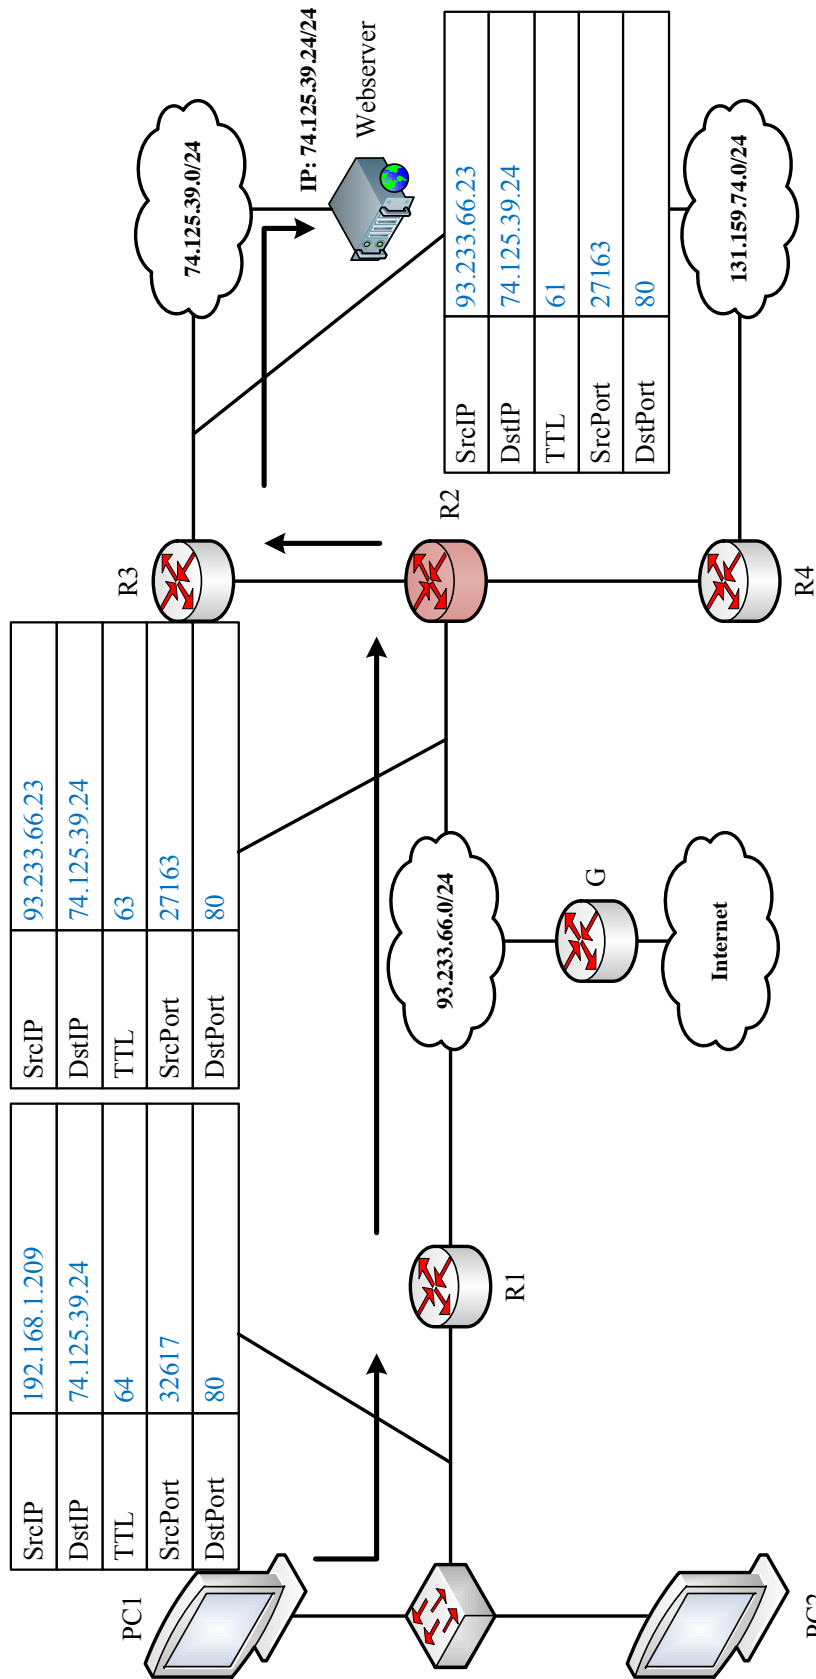 SrcIP 192.168.1.209
DstIP 74.125.39.24
TTL 64
SrcPort 32617
DstPort 80
SrcIP 93.233.66.23
DstIP 74.125.39.24
TTL 63
SrcPort 27163
DstPort 80
PC1
R3
74.125.39.0/24
IP: 74.125.39.24/24
Webserver
R1
93.233.66.0/24
R2
SrcIP 93.233.66.23
DstIP 74.125.39.24
TTL 61
SrcPort 27163
DstPort 80
G
Internet
R4
131.159.74.0/24
PC2